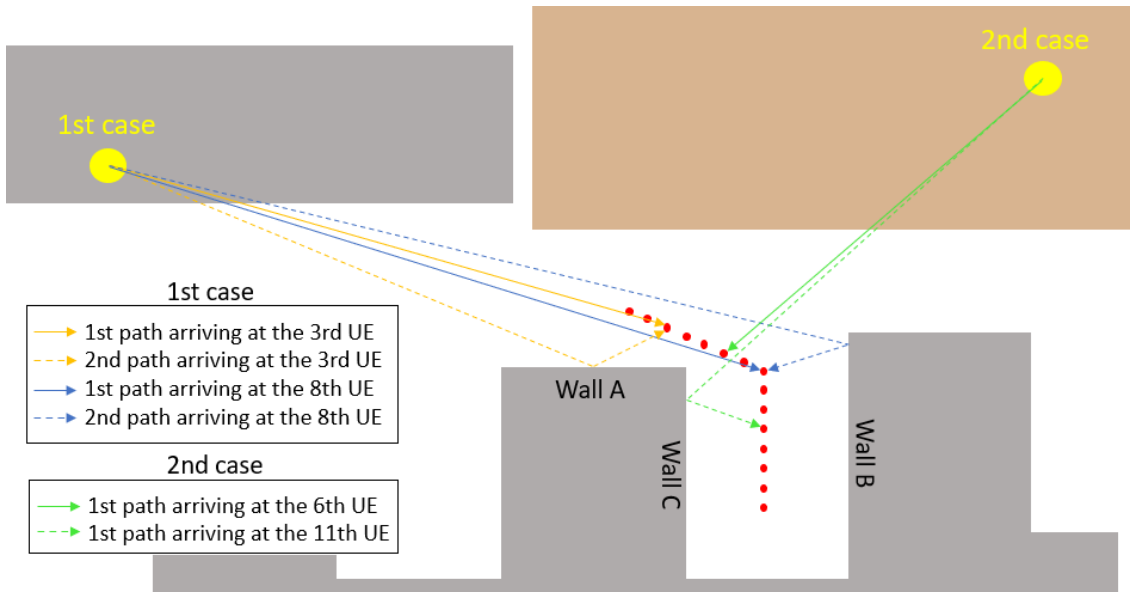 2nd case
1st case
1st case
1st path arriving at the 3rd UE
2nd path arriving at the 3rd UE
1st path arriving at the 8th UE
2nd path arriving at the 8th UE
Wall A
Wall B
Wall C
2nd case
1st path arriving at the 6th UE
1st path arriving at the 11th UE